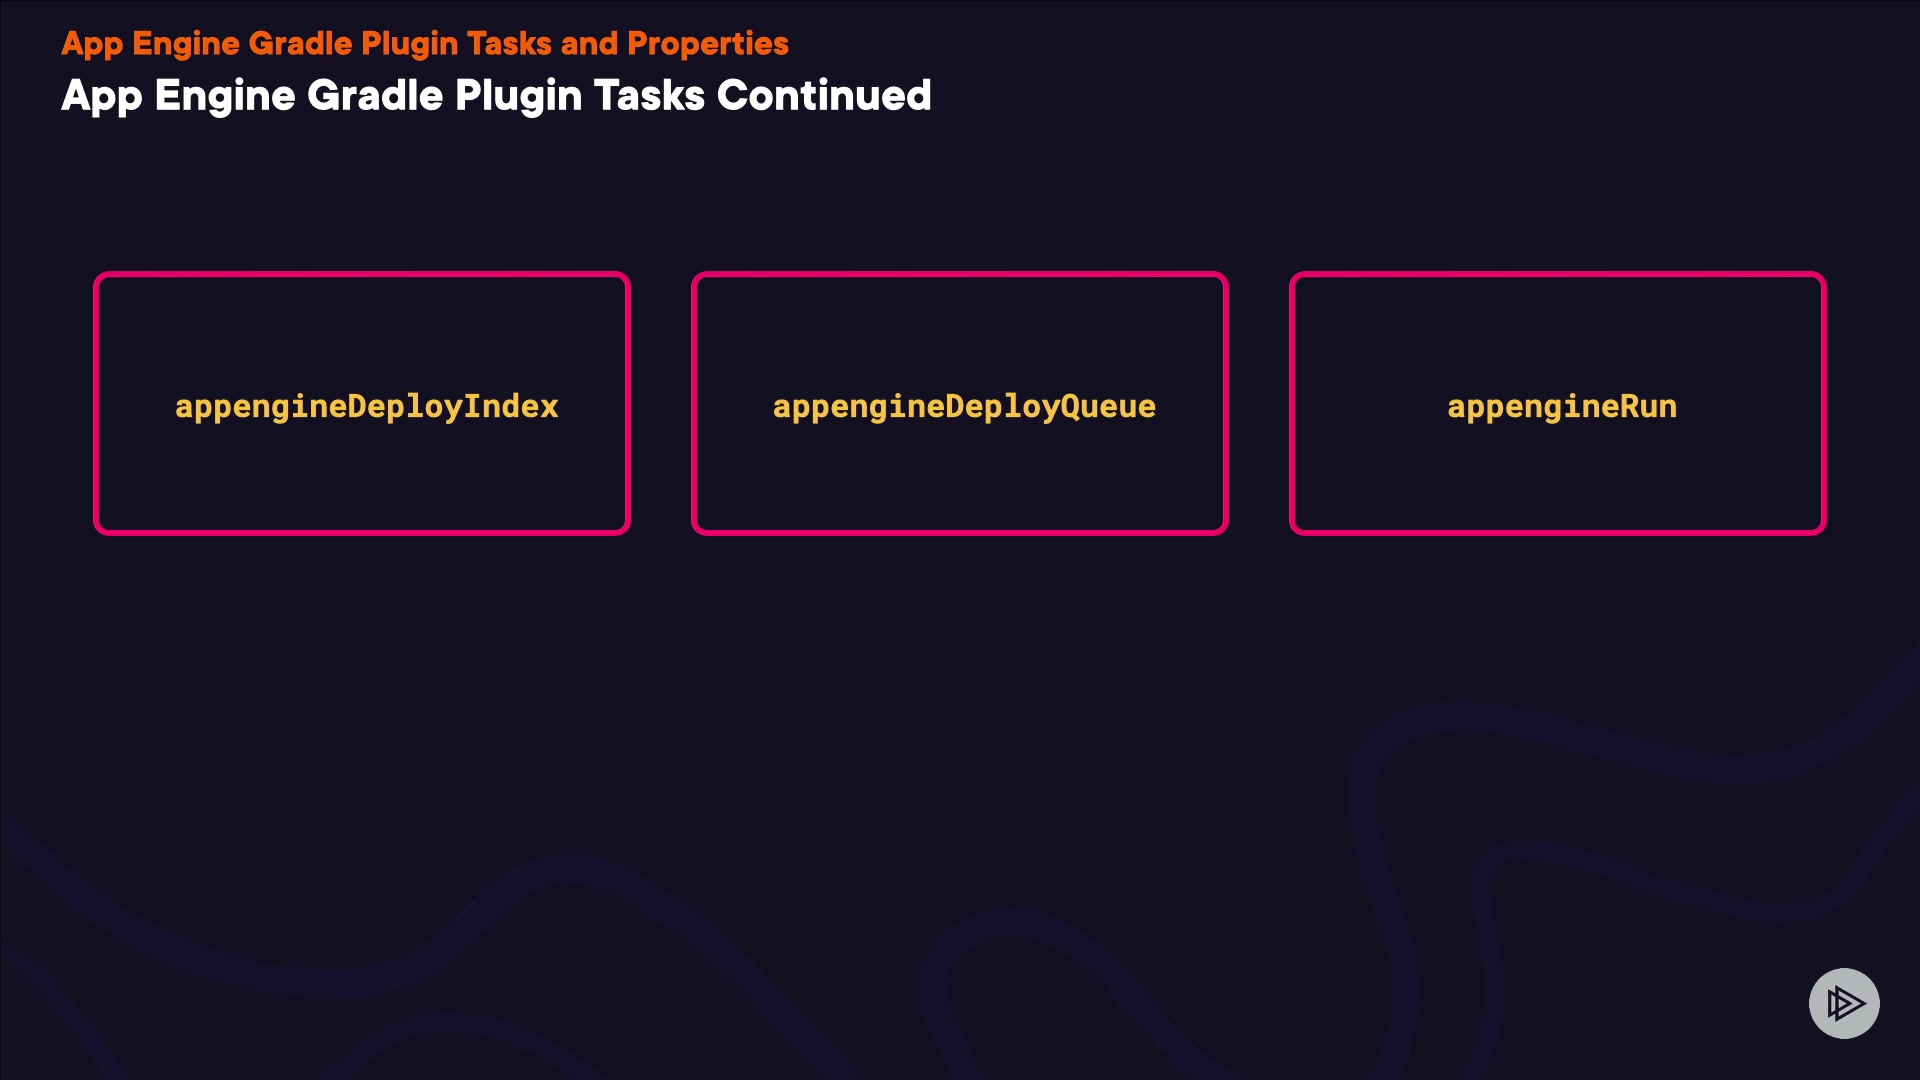 App Engine Gradle Plugin Tasks and Properties
App Engine Gradle Plugin Tasks Continued
appengineDeployIndex
appengineDeployQueue
appengineRun